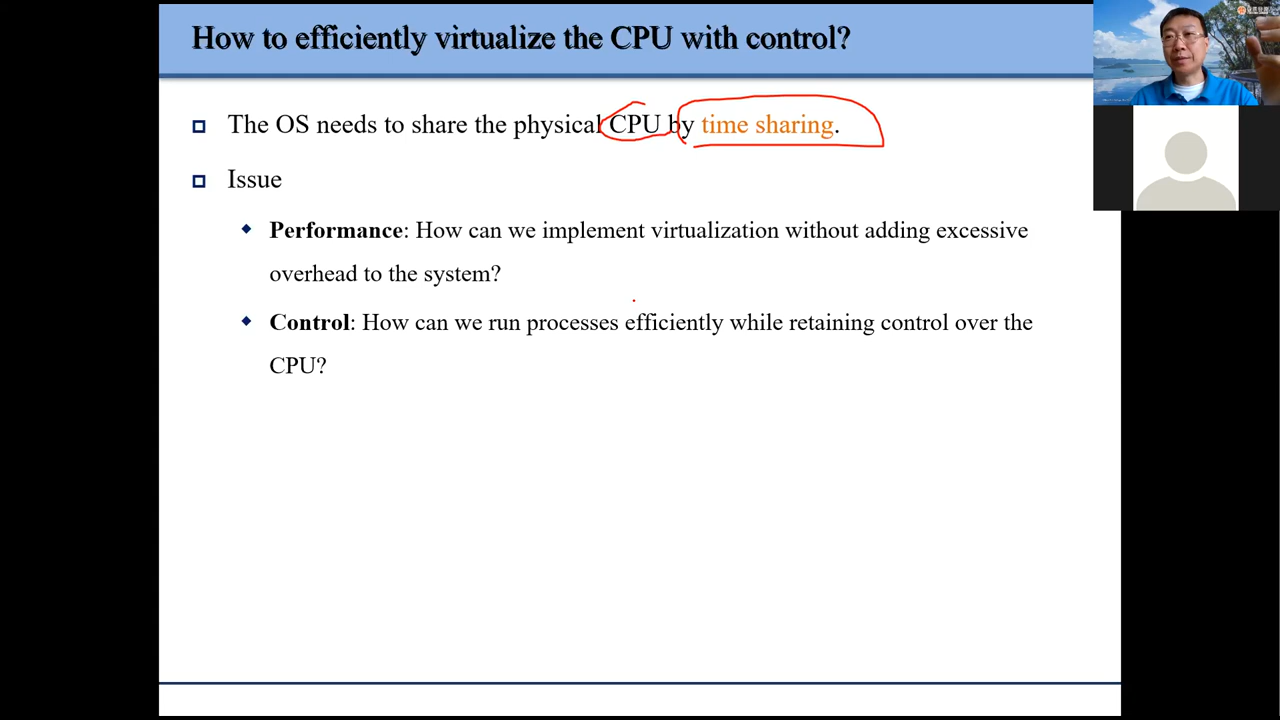 How to efficiently virtualize the CPU with control?
The OS needs to share the physical CPU by time sharing.
Issue
Performance: How can we implement virtualization without adding excessive
overhead to the system?
Control: How can we run processes efficiently while retaining control over the
CPU?